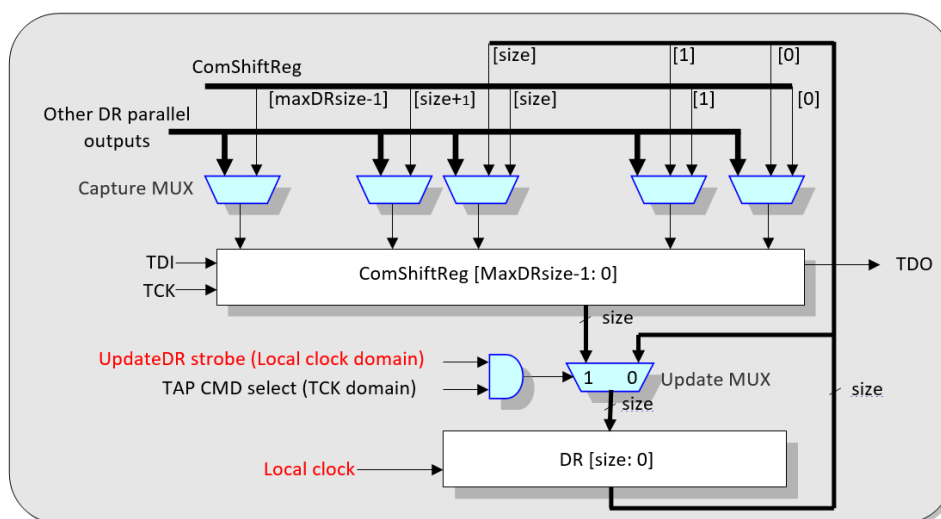 [size]
[1]
[0]
ComShiftReg
[maxDRsize-1]
[size+1]
[size]
[1]
[0]
Other DR parallel
outputs
Capture MUX
TDI
TCK
ComShiftReg [MaxDRsize-1: 0]
TDO
size
UpdateDR strobe (Local clock domain)
TAP CMD select (TCK domain)
1 0
Update MUX
size
size
DR [size: 0]
Local clock